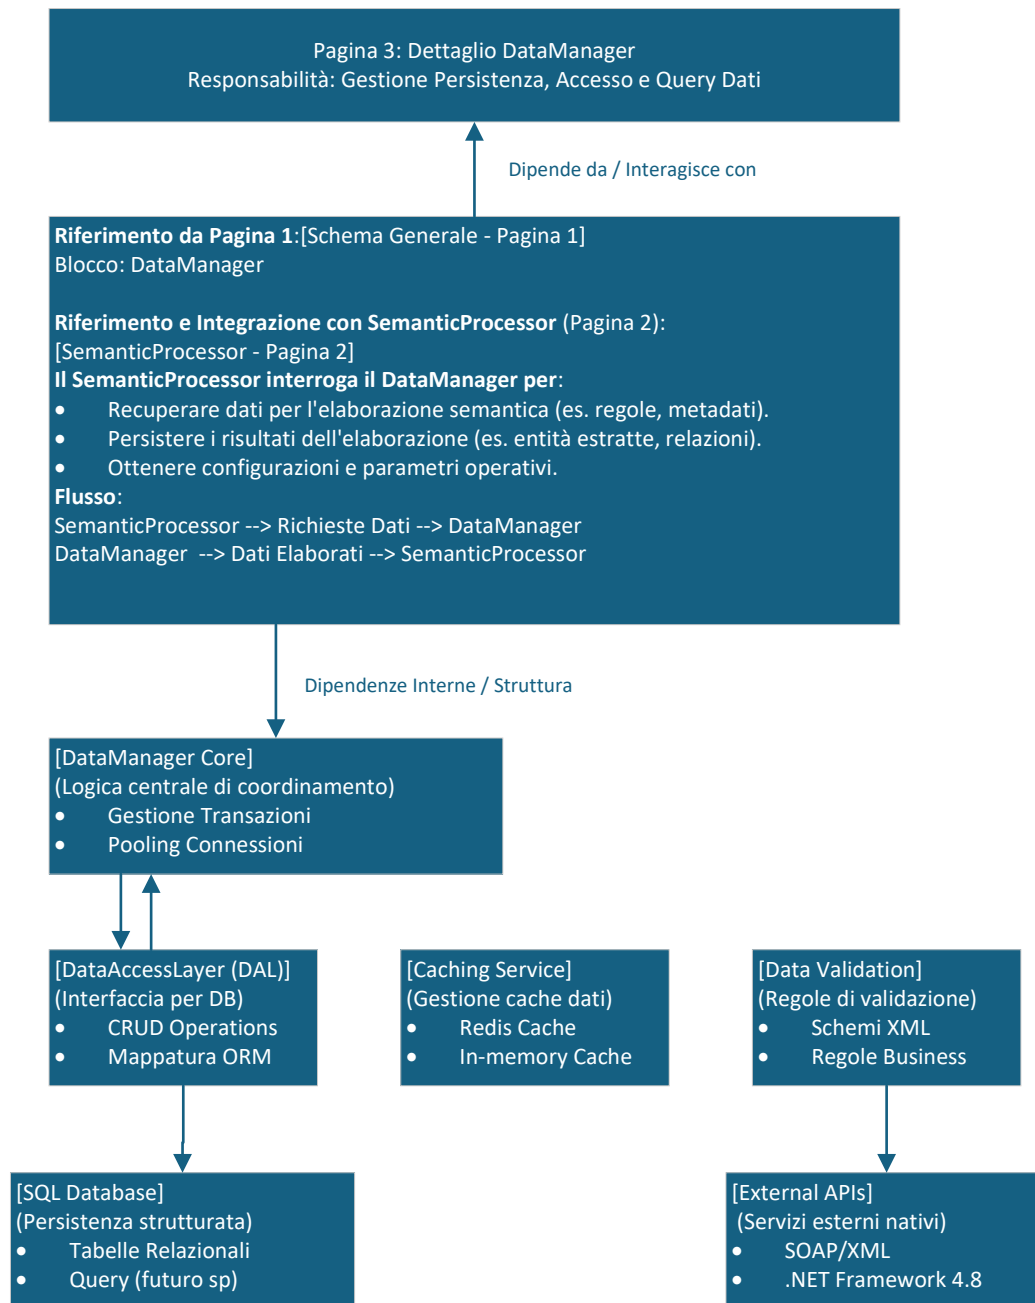 Pagina 3: Dettaglio DataManager
Responsabilità: Gestione Persistenza, Accesso e Query Dati
Dipende da / Interagisce con
Riferimento da Pagina 1:[Schema Generale - Pagina 1]
Blocco: DataManager
Riferimento e Integrazione con SemanticProcessor (Pagina 2):
[SemanticProcessor - Pagina 2]
Il SemanticProcessor interroga il DataManager per:
• Recuperare dati per l'elaborazione semantica (es. regole, metadati).
• Persistere i risultati dell'elaborazione (es. entità estratte, relazioni).
• Ottenere configurazioni e parametri operativi.
Flusso:
SemanticProcessor --> Richieste Dati --> DataManager
DataManager --> Dati Elaborati --> SemanticProcessor
Dipendenze Interne / Struttura
[DataManager Core]
(Logica centrale di coordinamento)
• Gestione Transazioni
• Pooling Connessioni
[DataAccessLayer (DAL)]
(Interfaccia per DB)
• CRUD Operations
• Mappatura ORM
[Caching Service]
(Gestione cache dati)
• Redis Cache
• In-memory Cache
[Data Validation]
(Regole di validazione)
• Schemi XML
• Regole Business
[SQL Database]
(Persistenza strutturata)
• Tabelle Relazionali
• Query (futuro sp)
[External APIs]
(Servizi esterni nativi)
• SOAP/XML
• .NET Framework 4.8